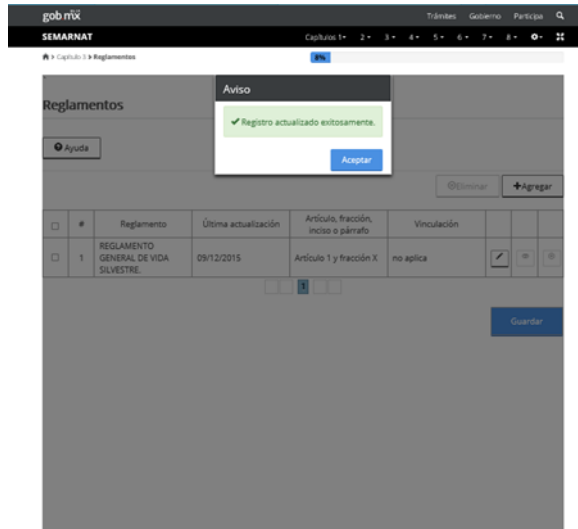 gob mx
Trámites Gobierno Participa
SEMARNAT
Capítulos 1 2 3 4 5 6 7 8
Capítulo 3 Reglamentos
8%
Aviso
Registro actualizado exitosamente.
Aceptar
Reglamentos
Ayuda
Eliminar
Agregar
# Reglamento Última actualización Artículo, fracción, inciso o párrafo Vinculación
1 REGLAMENTO GENERAL DE VIDA SILVESTRE. 09/12/2015 Artículo 1 y fracción X no aplica
1
Guardar